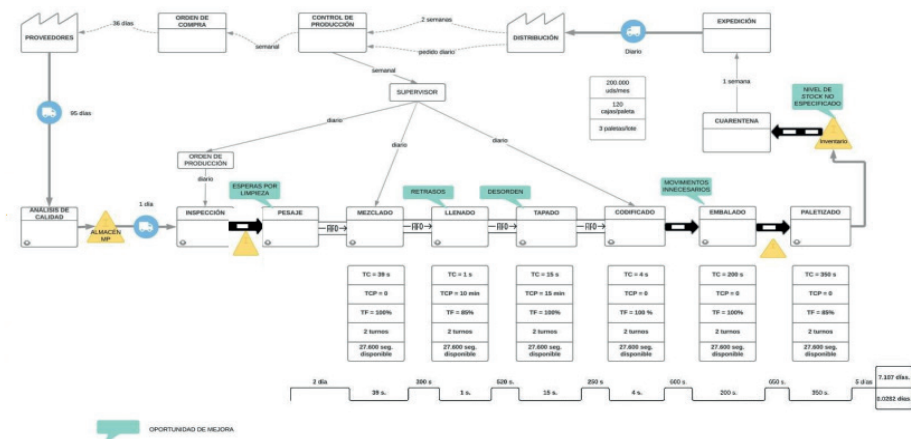 36 días
ORDEN DE
COMPRA
CONTROL DE
PRODUCCIÓN
2 semanas
EXPEDICIÓN
PROVEEDORES
semanal
pedido diario
DISTRIBUCIÓN
Diario
semanal
SUPERVISOR
200.000
uds/mes
120
cajas/paleta
3 paletas/lote
1 semana
NIVEL DE
STOCK NO
ESPECIFICADO
CUARENTENA
Inventario
95 días
diario
diario
diario
ORDEN DE
PRODUCCIÓN
diario
ESPERAS POR
LIMPIEZA
RETRASOS
DESORDEN
MOVIMIENTOS
INNECESARIOS
ANÁLISIS DE
CALIDAD
1 día
ALMACÉN
MP
INSPECCIÓN
PESAJE
MEZCLADO
LLENADO
TAPADO
CODIFICADO
EMBALADO
PALETIZADO
FIFO
FIFO
FIFO
FIFO
TC = 39 s
TCP = 0
TF = 100%
2 turnos
27.600 seg.
disponible
TC = 1 s
TCP = 10 min
TF = 85%
2 turnos
27.600 seg.
disponible
TC = 15 s
TCP = 15 min
TF = 100%
2 turnos
27.600 seg.
disponible
TC = 4 s
TCP = 0
TF = 100 %
2 turnos
27.600 seg.
disponible
TC = 200 s
TCP = 0
TF = 100%
2 turnos
27.600 seg.
disponible
TC = 350 s
TCP = 0
TF = 85%
2 turnos
27.600 seg.
disponible
2 día
39 s.
1 s.
15 s.
4 s.
600 s.
200 s.
650 s.
350 s.
5 días
7.107 días.
0.0282 días.
OPORTUNIDAD DE MEJORA